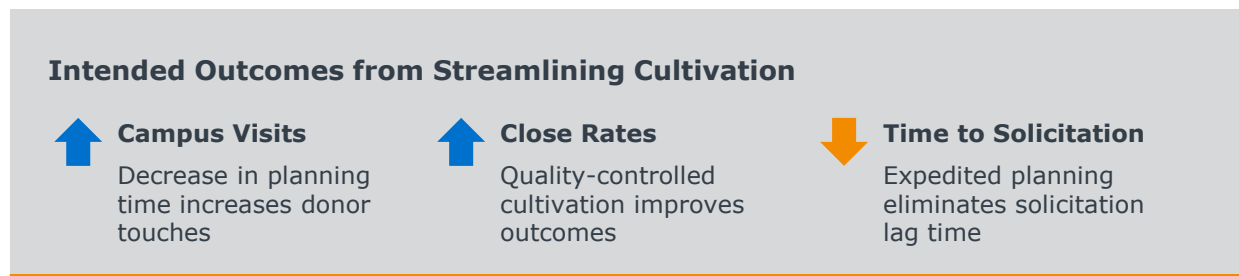 Intended Outcomes from Streamlining Cultivation
Campus Visits
Decrease in planning
time increases donor
touches
Close Rates
Quality-controlled
cultivation improves
outcomes
Time to Solicitation
Expedited planning
eliminates solicitation
lag time